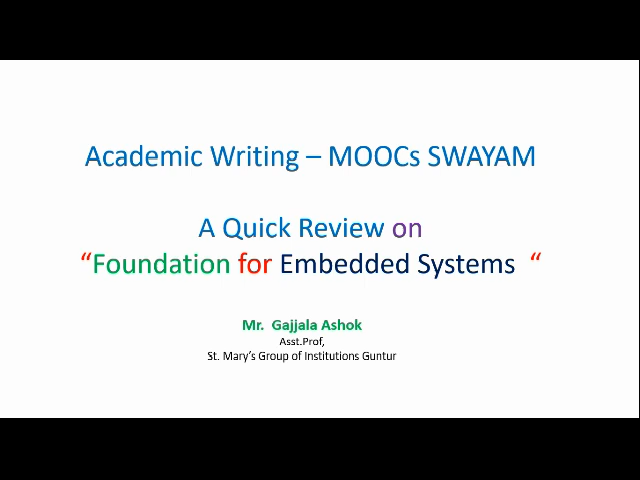 Academic Writing – MOOCs SWAYAM
A Quick Review on
“Foundation for Embedded Systems “
Mr. Gajjala Ashok
Asst.Prof,
St. Mary’s Group of Institutions Guntur